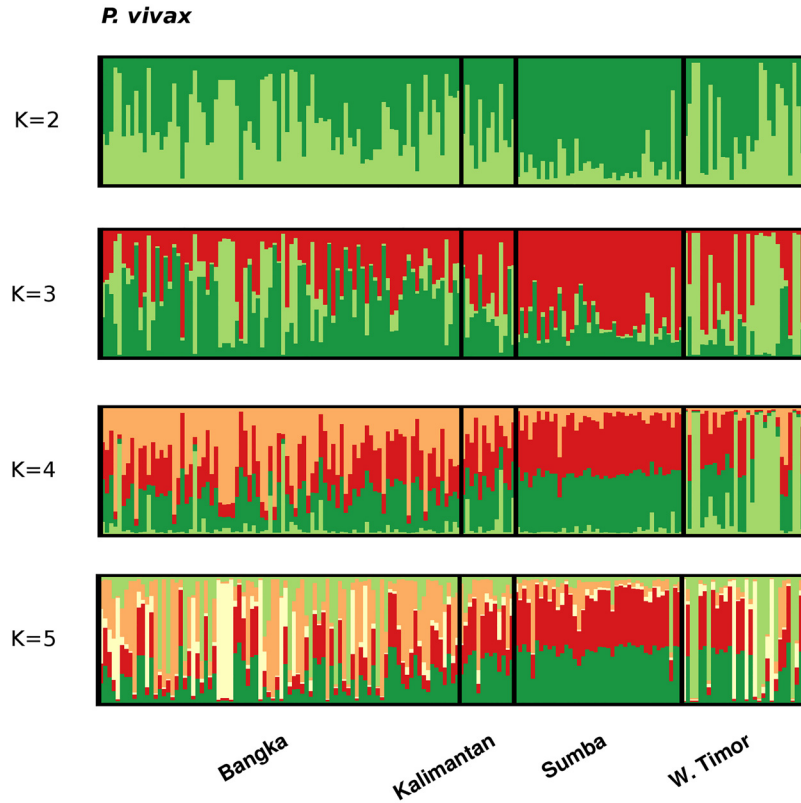 P. vivax
K=2
K=3
K=4
K=5
Bangka
Kalimantan
Sumba
W. Timor